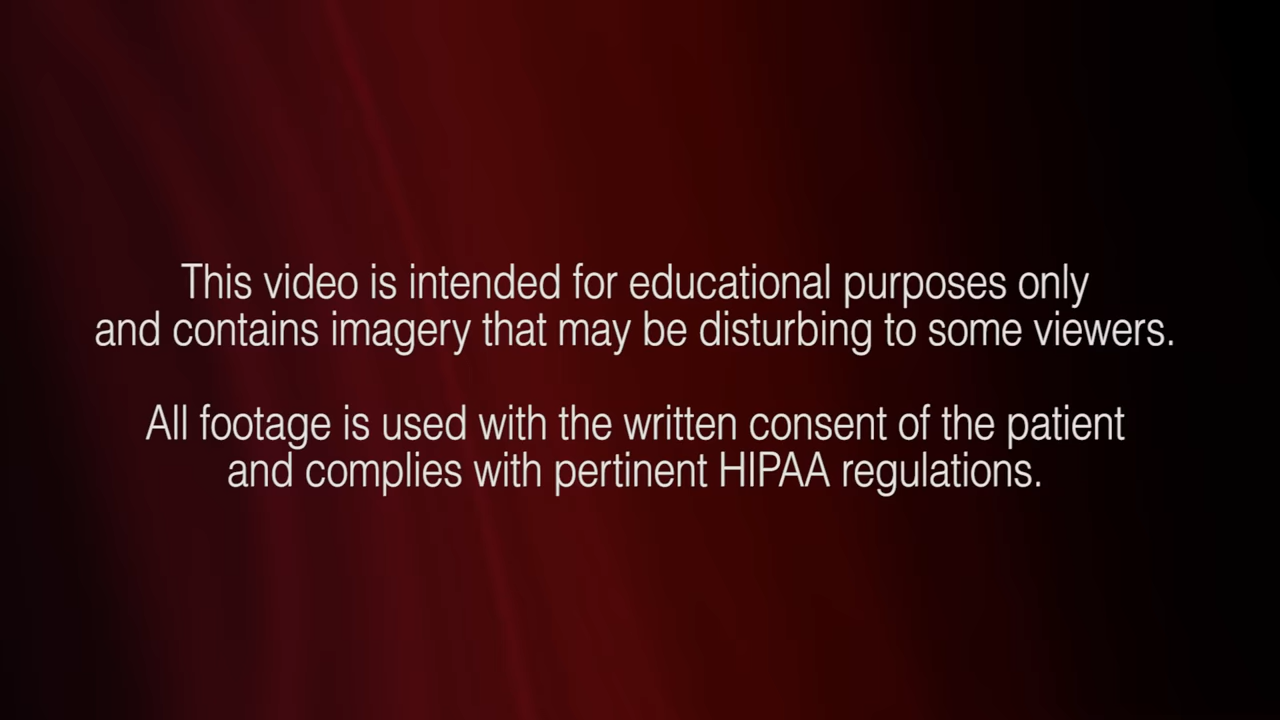 This video is intended for educational purposes only
and contains imagery that may be disturbing to some viewers.
All footage is used with the written consent of the patient
and complies with pertinent HIPAA regulations.